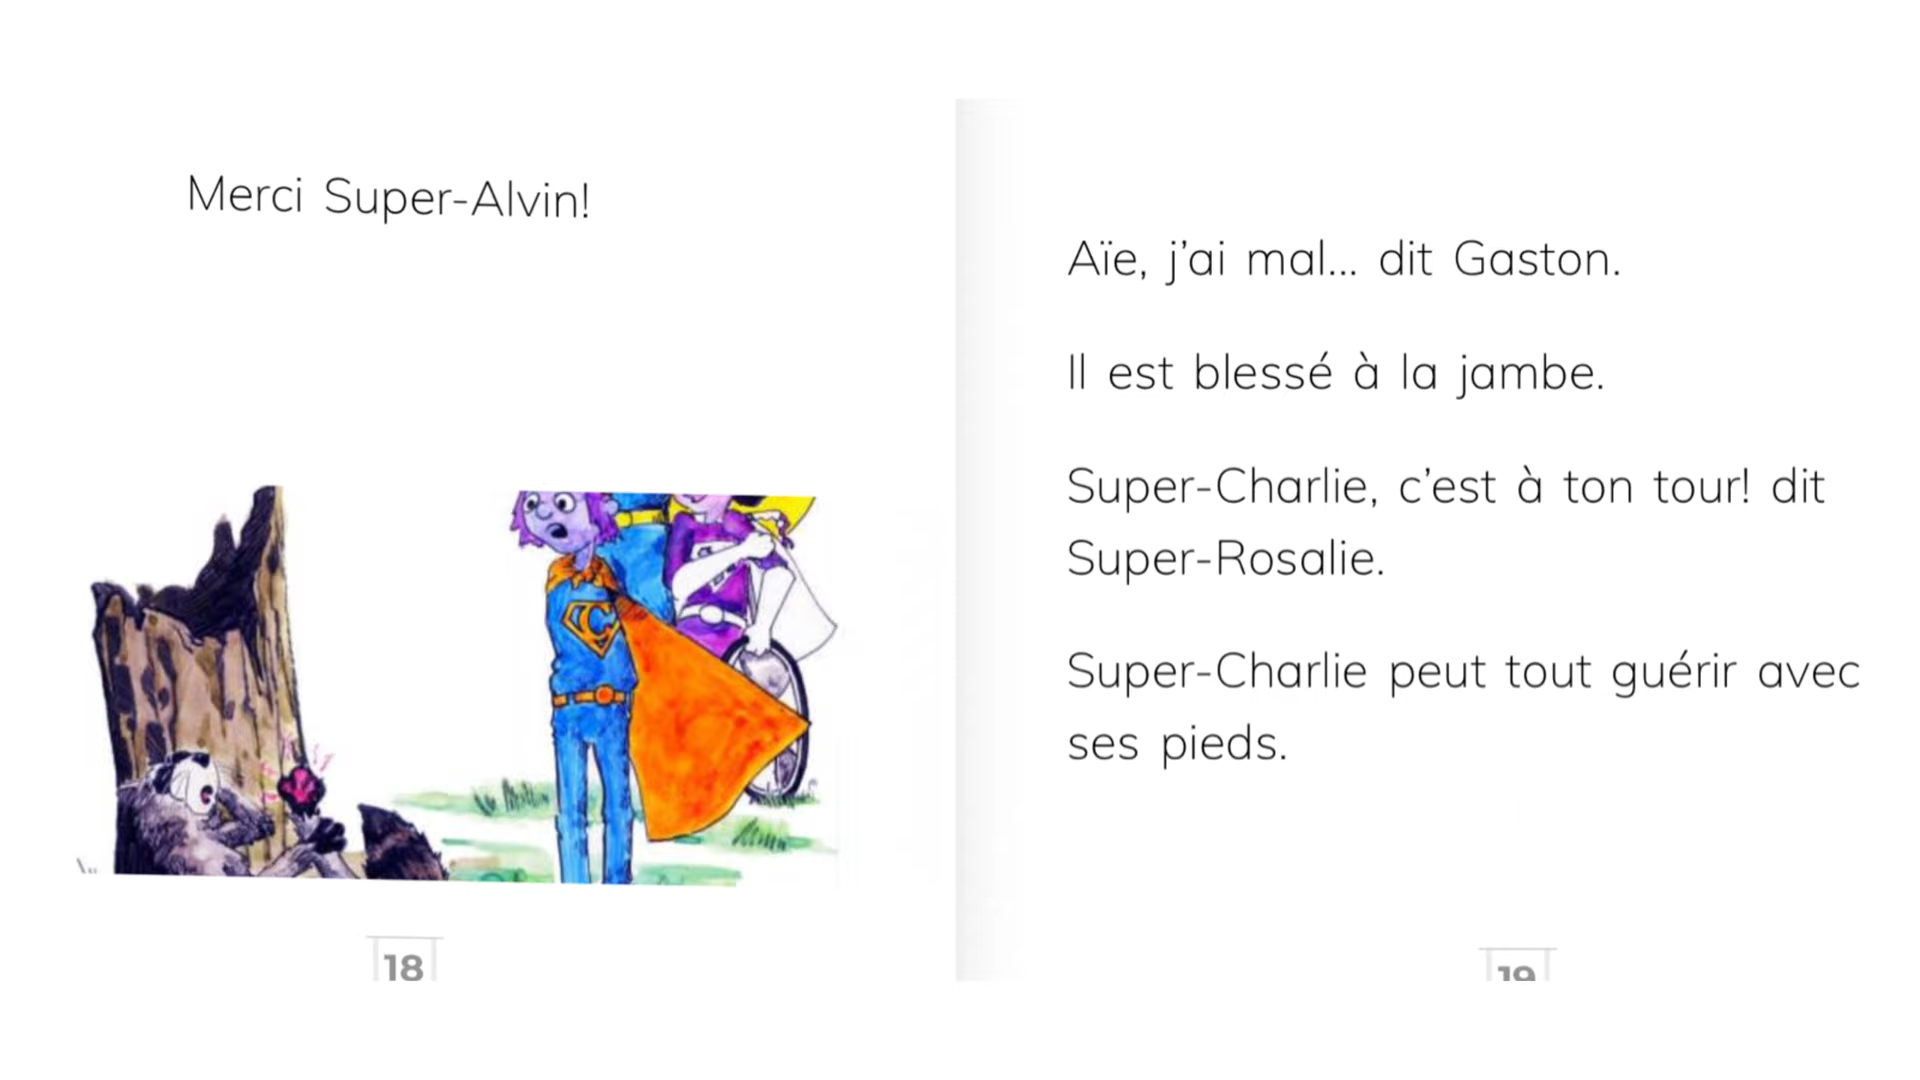 Merci Super-Alvin!
C
18
Aïe, j'ai mal... dit Gaston.
Il est blessé à la jambe.
Super-Charlie, c'est à ton tour! dit
Super-Rosalie.
Super-Charlie peut tout guérir avec
ses pieds.
19